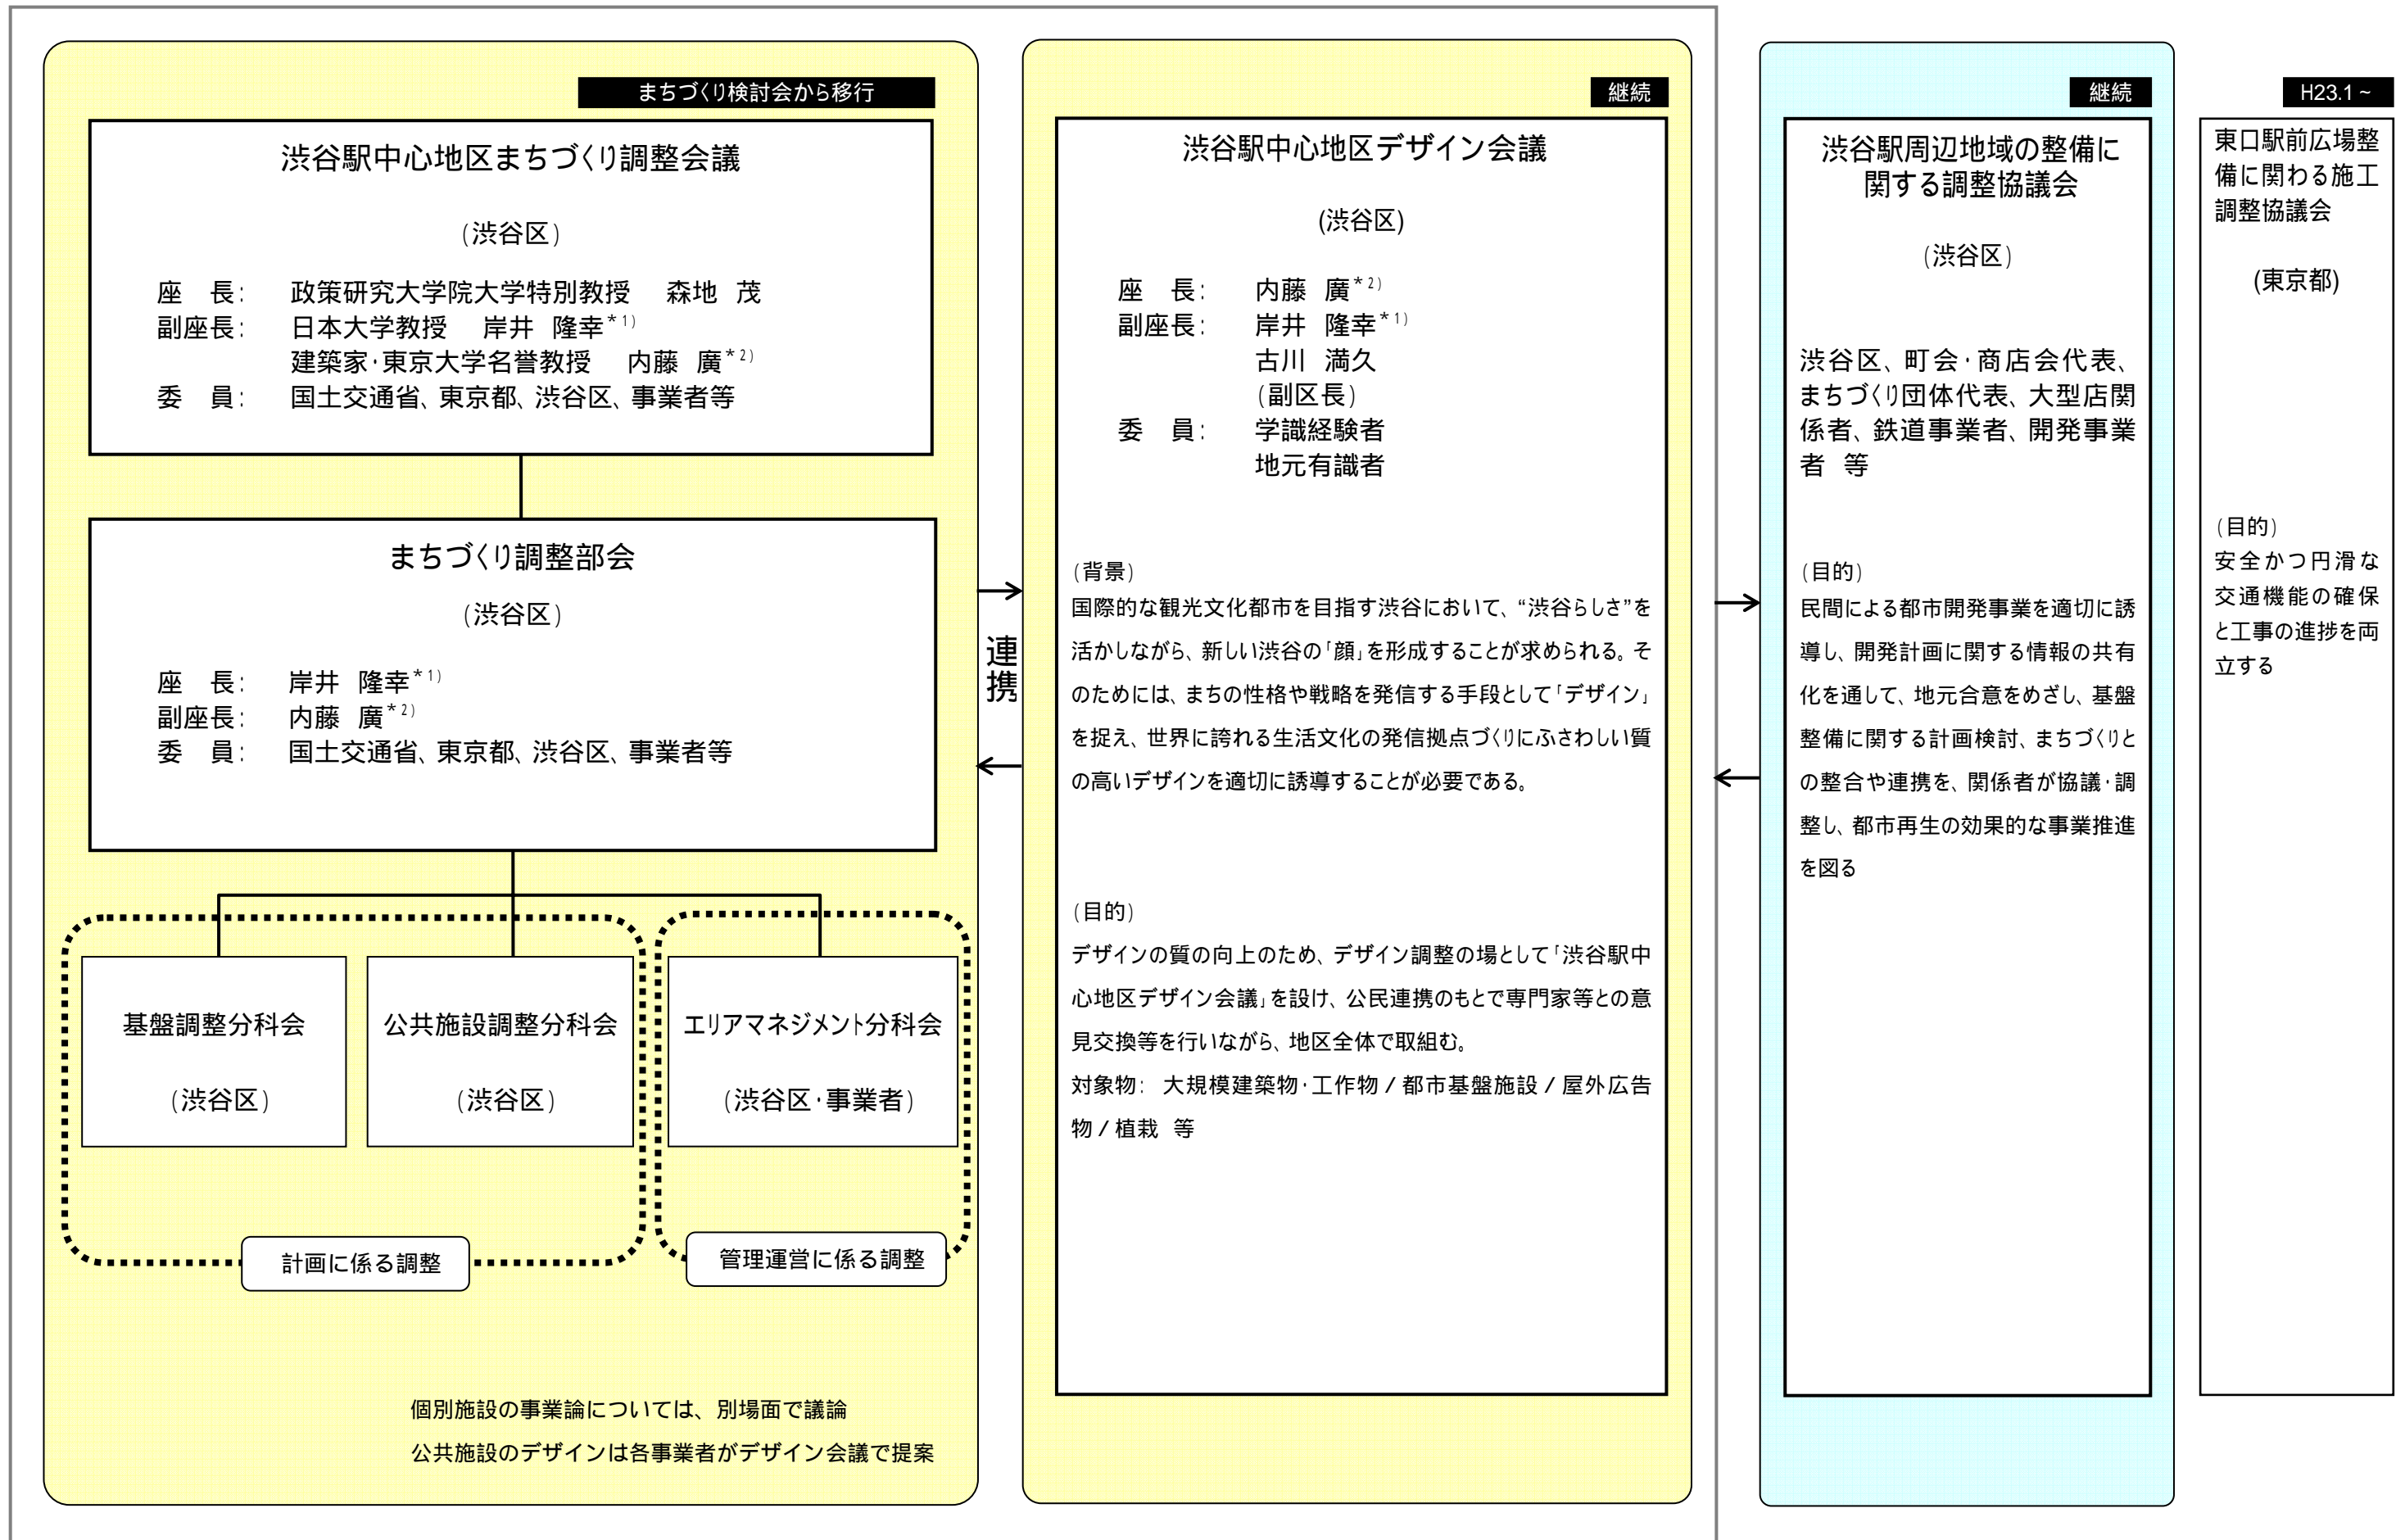 まちづくり検討会から移行
渋谷駅中心地区まちづくり調整会議
(渋谷区)
座 長: 政策研究大学院大学特別教授 森地 茂
副座長: 日本大学教授 岸井 隆幸*1)
建築家・東京大学名誉教授 内藤 廣*2)
委 員: 国土交通省、東京都、渋谷区、事業者等
まちづくり調整部会
(渋谷区)
座 長: 岸井 隆幸*1)
副座長: 内藤 廣*2)
委 員: 国土交通省、東京都、渋谷区、事業者等
基盤調整分科会
(渋谷区)
公共施設調整分科会
(渋谷区)
エリアマネジメント分科会
(渋谷区・事業者)
計画に係る調整
管理運営に係る調整
個別施設の事業論については、別場面で議論
公共施設のデザインは各事業者がデザイン会議で提案
連携
継続
渋谷駅中心地区デザイン会議
(渋谷区)
座 長: 内藤 廣*2)
副座長: 岸井 隆幸*1)
古川 満久
(副区長)
委 員: 学識経験者
地元有識者
(背景)
国際的な観光文化都市を目指す渋谷において、“渋谷らしさ”を
活かしながら、新しい渋谷の「顔」を形成することが求められる。そ
のためには、まちの性格や戦略を発信する手段として「デザイン」
を捉え、世界に誇れる生活文化の発信拠点づくりにふさわしい質
の高いデザインを適切に誘導することが必要である。
(目的)
デザインの質の向上のため、デザイン調整の場として「渋谷駅中
心地区デザイン会議」を設け、公民連携のもとで専門家等との意
見交換等を行いながら、地区全体で取組む。
対象物: 大規模建築物・工作物/都市基盤施設/屋外広告
物/植栽 等
継続
渋谷駅周辺地域の整備に
関する調整協議会
(渋谷区)
渋谷区、町会・商店会代表、
まちづくり団体代表、大型店関
係者、鉄道事業者、開発事業
者 等
(目的)
民間による都市開発事業を適切に誘
導し、開発計画に関する情報の共有
化を通して、地元合意をめざし、基盤
整備に関する計画検討、まちづくりと
の整合や連携を、関係者が協議・調
整し、都市再生の効果的な事業推進
を図る
H23.1~
東口駅前広場整
備に関わる施工
調整協議会
(東京都)
(目的)
安全かつ円滑な
交通機能の確保
と工事の進捗を両
立する